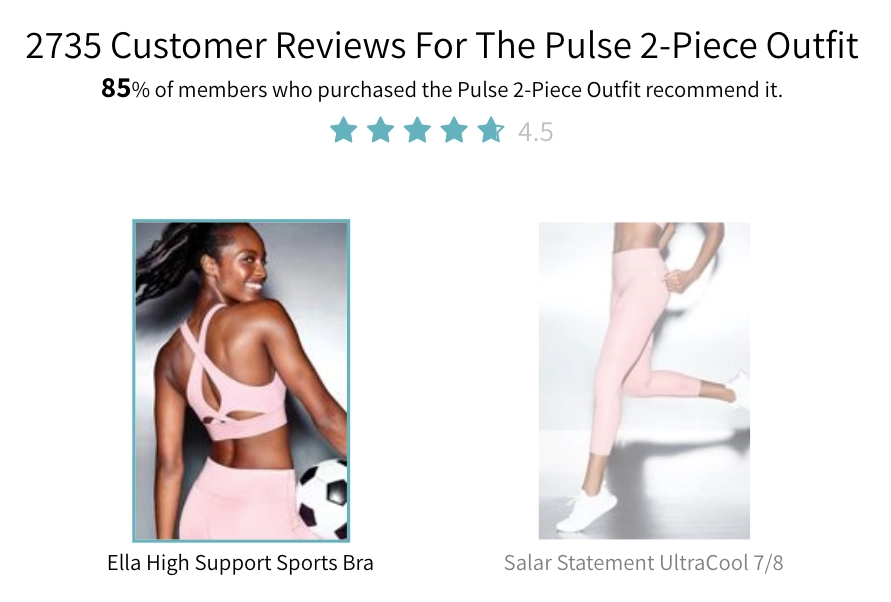 2735 Customer Reviews For The Pulse 2-Piece Outfit
85% of members who purchased the Pulse 2-Piece Outfit recommend it.
4.5
Ella High Support Sports Bra
Salar Statement UltraCool 7/8